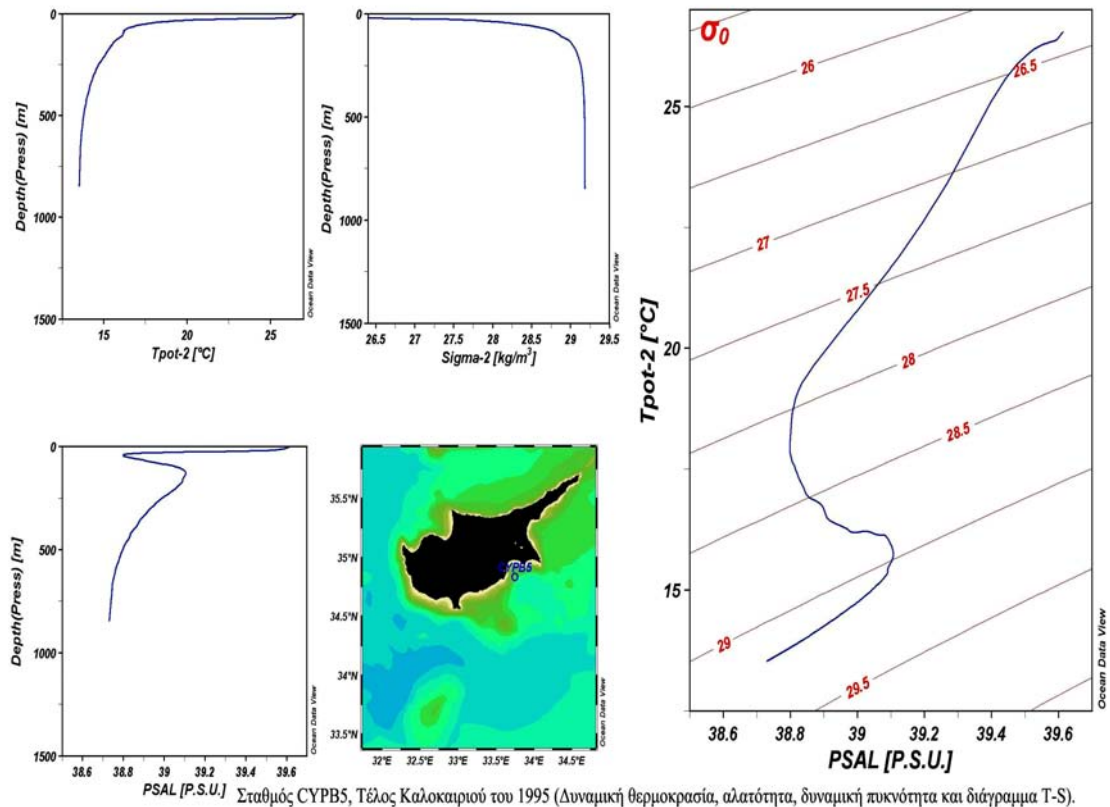 0
500
1000
1500
Depth(Press) [m]
15
20
25
Tpot-2 [°C]
Ocean Data View
0
500
1000
1500
Depth(Press) [m]
26.5
27
27.5
28
28.5
29
29.5
Sigma-2 [kg/m³]
Ocean Data View
σ0
26
26.5
27
27.5
28
28.5
29
29.5
25
20
15
Tpot-2 [°C]
38.6
38.8
39
39.2
39.4
39.6
PSAL [P.S.U.]
Ocean Data View
0
500
1000
1500
Depth(Press) [m]
38.6
38.8
39
39.2
39.4
39.6
PSAL [P.S.U.]
Ocean Data View
35.5°N
35°N
34.5°N
34°N
33.5°N
CYPB5
32°E
32.5°E
33°E
33.5°E
34°E
34.5°E
Ocean Data View
Σταθμός CYPB5, Τέλος Καλοκαιριού του 1995 (Δυναμική θερμοκρασία, αλατότητα, δυναμική πυκνότητα και διάγραμμα T-S).